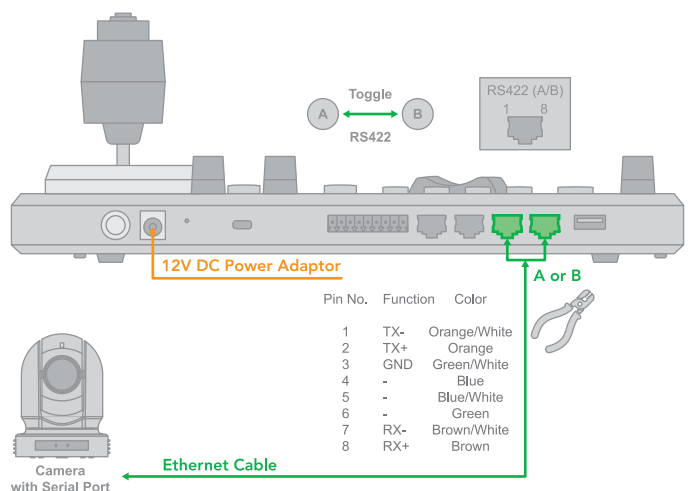 Toggle
A
B
RS422
RS422 (A/B)
1 8
12V DC Power Adaptor
A or B
Pin No. Function Color
1 TX- Orange/White
2 TX+ Orange
3 GND Green/White
4 - Blue
5 - Blue/White
6 - Green
7 RX- Brown/White
8 RX+ Brown
Ethernet Cable
Camera
with Serial Port